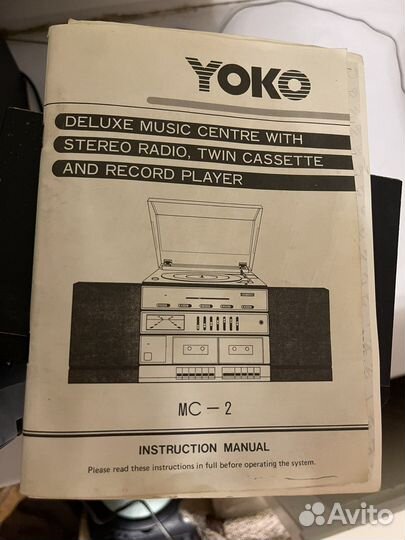 YOKO
DELUXE MUSIC CENTRE WITH
STEREO RADIO, TWIN CASSETTE
AND RECORD PLAYER
MC-2
INSTRUCTION MANUAL
Please read these instructions in full before operating the system.
Avito